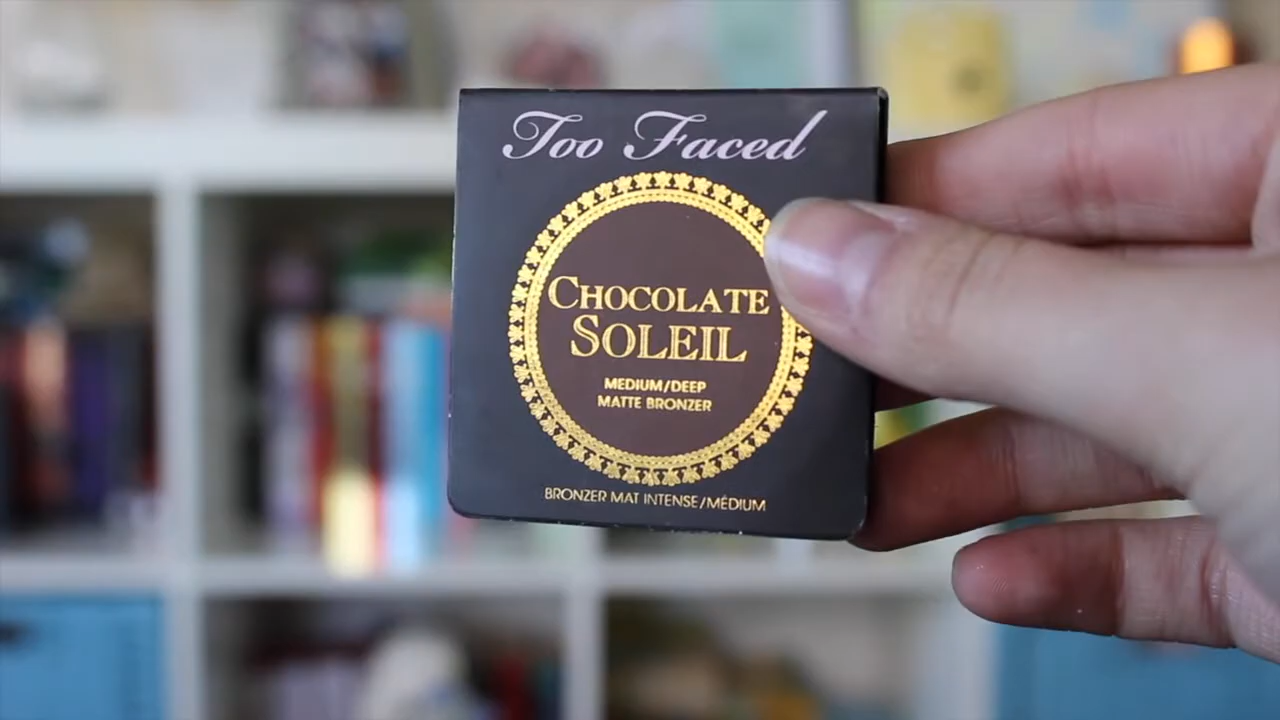 Too Faced
CHOCOLATE
SOLEIL
MEDIUM/DEEP
MATTE BRONZER
BRONZER MAT INTENSE/MÉDIUM